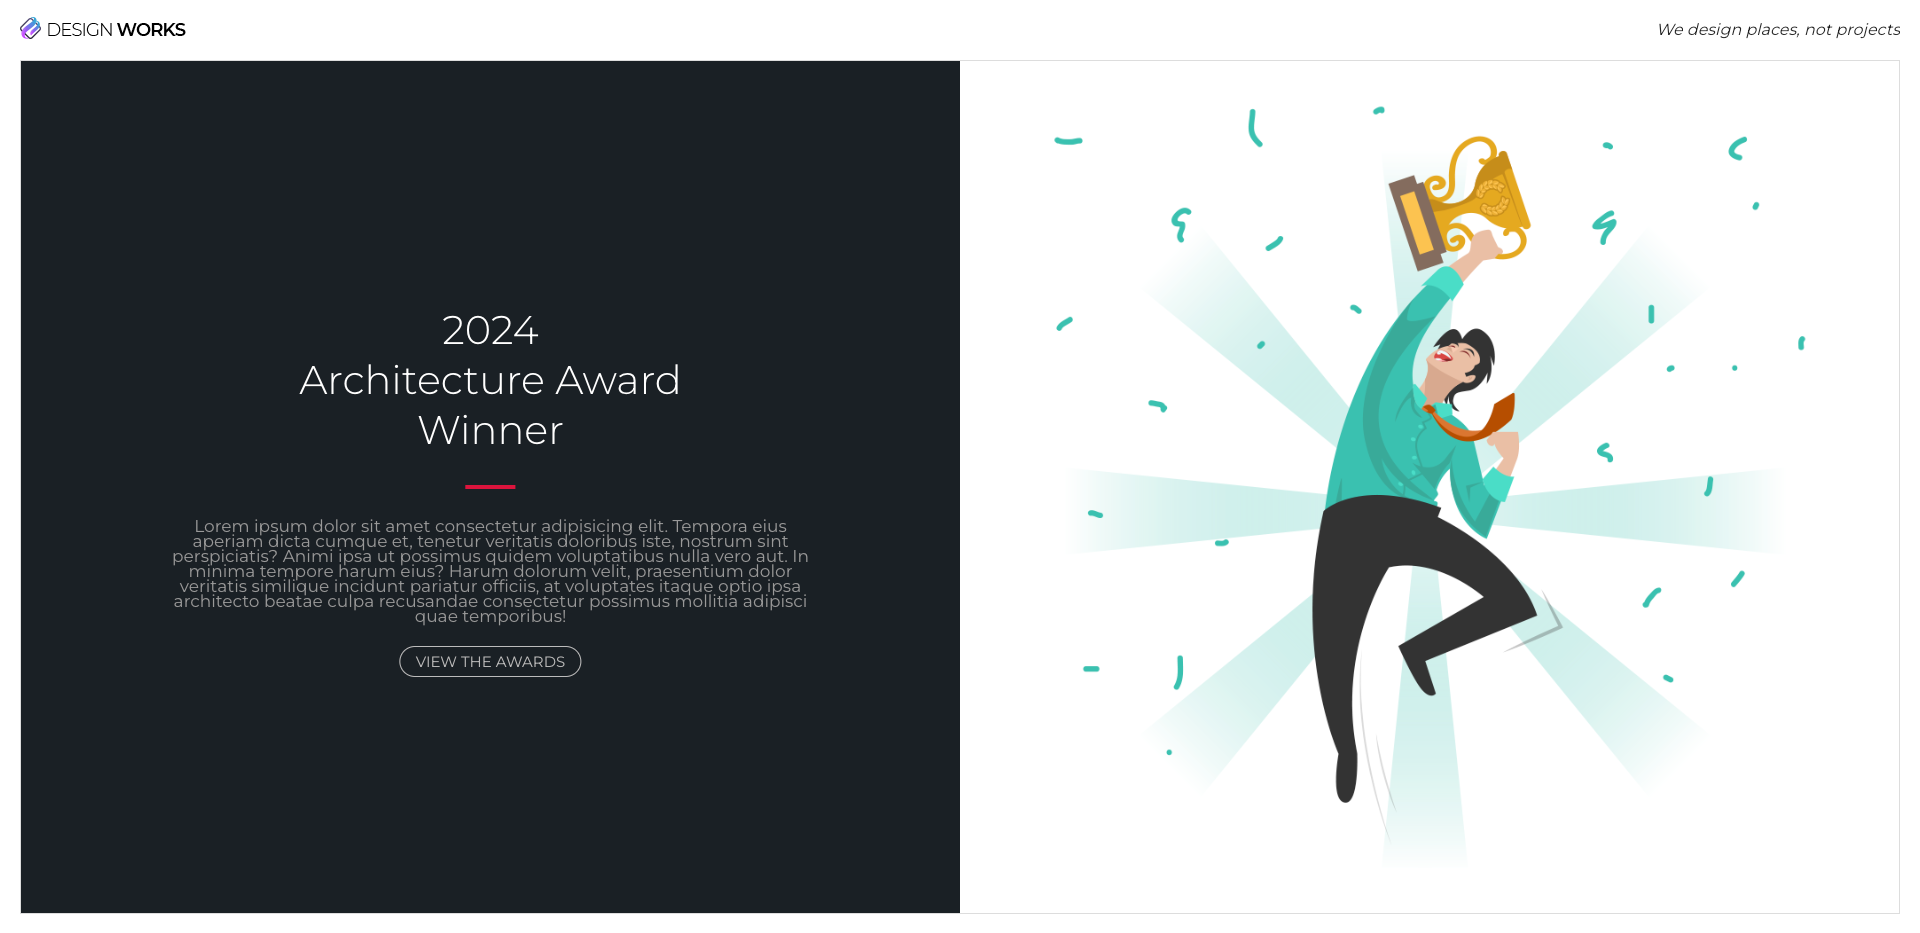 DESIGN WORKS
We design places, not projects
2024
Architecture Award
Winner
Lorem ipsum dolor sit amet consectetur adipisicing elit. Tempora eius
aperiam dicta cumque et, tenetur veritatis doloribus iste, nostrum sint
perspiciatis? Animi ipsa ut possimus quidem voluptatibus nulla vero aut. In
minima tempore harum eius? Harum dolorum velit, praesentium dolor
veritatis similique incidunt pariatur officiis, at voluptates itaque optio ipsa
architecto beatae culpa recusandae consectetur possimus mollitia adipisci
quae temporibus!
VIEW THE AWARDS